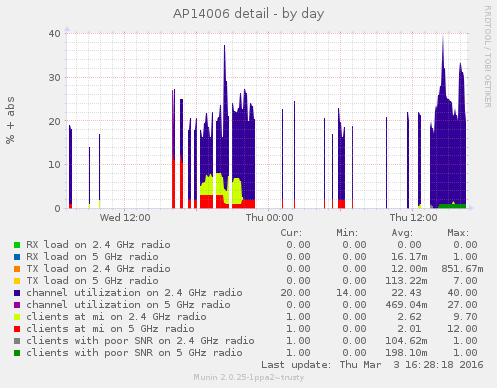 AP14006 detail - by day
RRDTOOL / TOBI OETIKER
% + abs
40
30
20
10
0
Wed 12:00 Thu 00:00 Thu 12:00
Cur: Min: Avg: Max:
RX load on 2.4 GHz radio 0.00 0.00 0.00 0.00
RX load on 5 GHz radio 0.00 0.00 16.17m 1.00
TX load on 2.4 GHz radio 0.00 0.00 12.00m 851.67m
TX load on 5 GHz radio 0.00 0.00 113.22m 7.00
channel utilization on 2.4 GHz radio 20.00 14.00 22.43 40.00
channel utilization on 5 GHz radio 0.00 0.00 469.04m 27.00
clients at mi on 2.4 GHz radio 1.00 0.00 2.62 9.70
clients at mi on 5 GHz radio 1.00 0.00 2.01 12.00
clients with poor SNR on 2.4 GHz radio 1.00 0.00 104.62m 1.00
clients with poor SNR on 5 GHz radio 1.00 0.00 198.10m 1.00
Last update: Thu Mar 3 16:28:18 2016
Munin 2.0.25-1ppa2~trusty